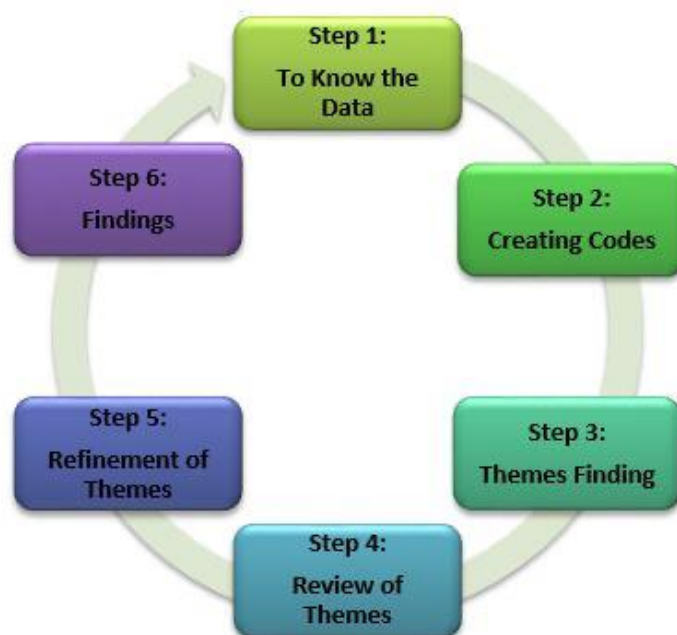 Step 1:
To Know the
Data
Step 2:
Creating Codes
Step 3:
Themes Finding
Step 4:
Review of
Themes
Step 5:
Refinement of
Themes
Step 6:
Findings